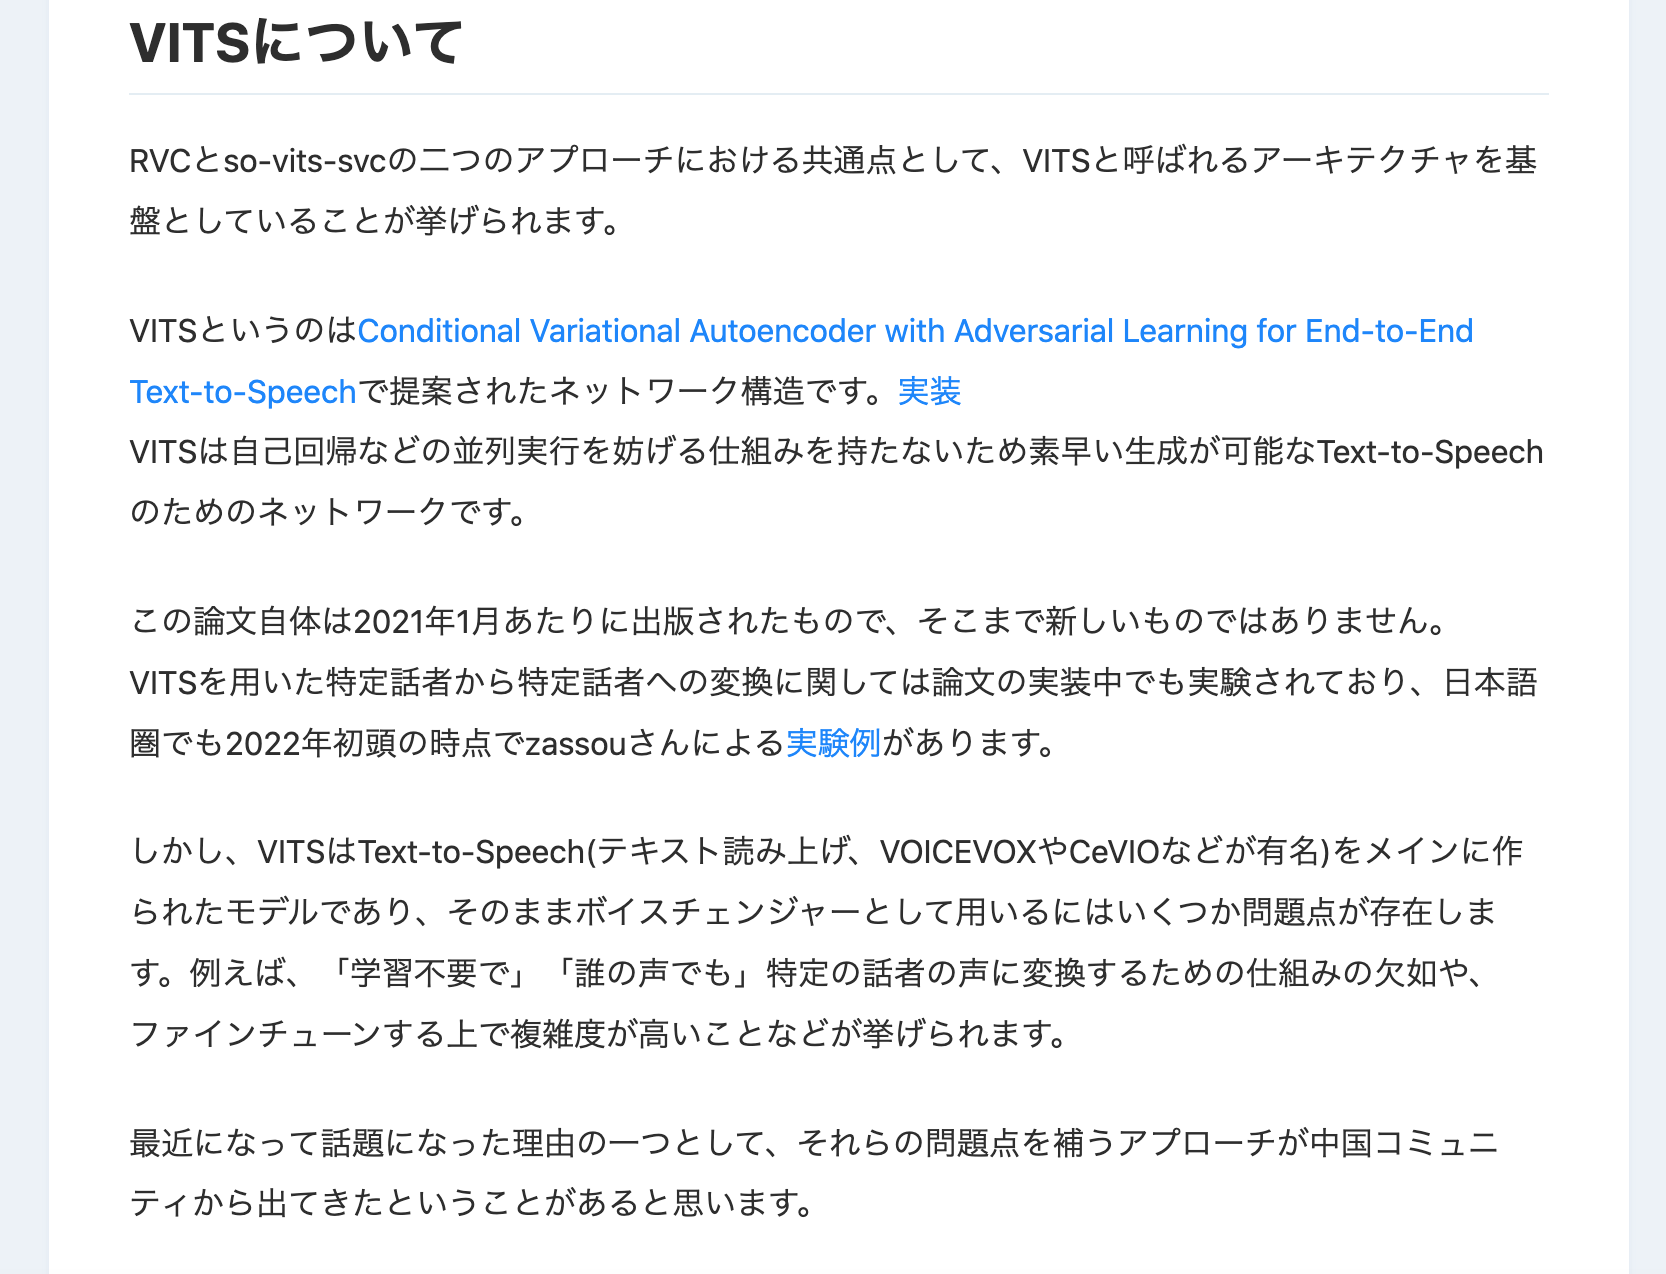 VITSについて
RVCとso-vits-svcの二つのアプローチにおける共通点として、VITSと呼ばれるアーキテクチャを基
盤としていることが挙げられます。
VITSというのはConditional Variational Autoencoder with Adversarial Learning for End-to-End
Text-to-Speechで提案されたネットワーク構造です。実装
VITSは自己回帰などの並列実行を妨げる仕組みを持たないため素早い生成が可能なText-to-Speech
のためのネットワークです。
この論文自体は2021年1月あたりに出版されたもので、そこまで新しいものではありません。
VITSを用いた特定話者から特定話者への変換に関しては論文の実装中でも実験されており、日本語
圏でも2022年初頭の時点でzassouさんによる実験例があります。
しかし、VITSはText-to-Speech(テキスト読み上げ、VOICEVOXやCeVIOなどが有名)をメインに作
られたモデルであり、そのままボイスチェンジャーとして用いるにはいくつか問題点が存在しま
す。例えば、「学習不要で」「誰の声でも」特定の話者の声に変換するための仕組みの欠如や、
ファインチューンする上で複雑度が高いことなどが挙げられます。
最近になって話題になった理由の一つとして、それらの問題点を補うアプローチが中国コミュニ
ティから出てきたということがあると思います。